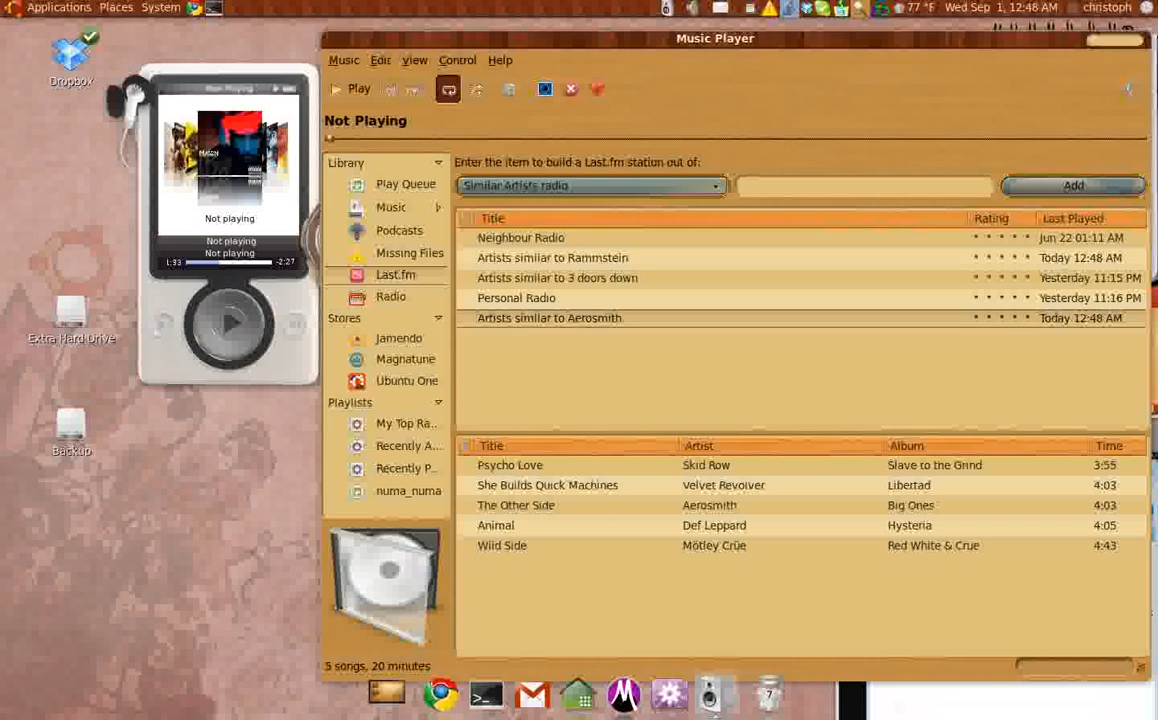 Applications Places System 77 °F Wed Sep 1, 12:48 AM christoph
Dropbox
Extra Hard Drive
Backup
Not playing
Not playing
Not playing
1:33 -2:27
Music Player
Music Edit View Control Help
Play
Not Playing
Library
Play Queue
Music
Podcasts
Missing Files
Last.fm
Radio
Stores
Jamendo
Magnatune
Ubuntu One
Playlists
My Top Ra...
Recently A...
Recently P...
numa_numa
Enter the item to build a Last.fm station out of:
Similar Artists radio Add
Title Rating Last Played
Neighbour Radio Jun 22 01:11 AM
Artists similar to Rammstein Today 12:48 AM
Artists similar to 3 doors down Yesterday 11:15 PM
Personal Radio Yesterday 11:16 PM
Artists similar to Aerosmith Today 12:48 AM
Title Artist Album Time
Psycho Love Skid Row Slave to the Grind 3:55
She Builds Quick Machines Velvet Revolver Libertad 4:03
The Other Side Aerosmith Big Ones 4:03
Animal Def Leppard Hysteria 4:05
Wild Side Mötley Crüe Red White & Crue 4:43
5 songs, 20 minutes
7